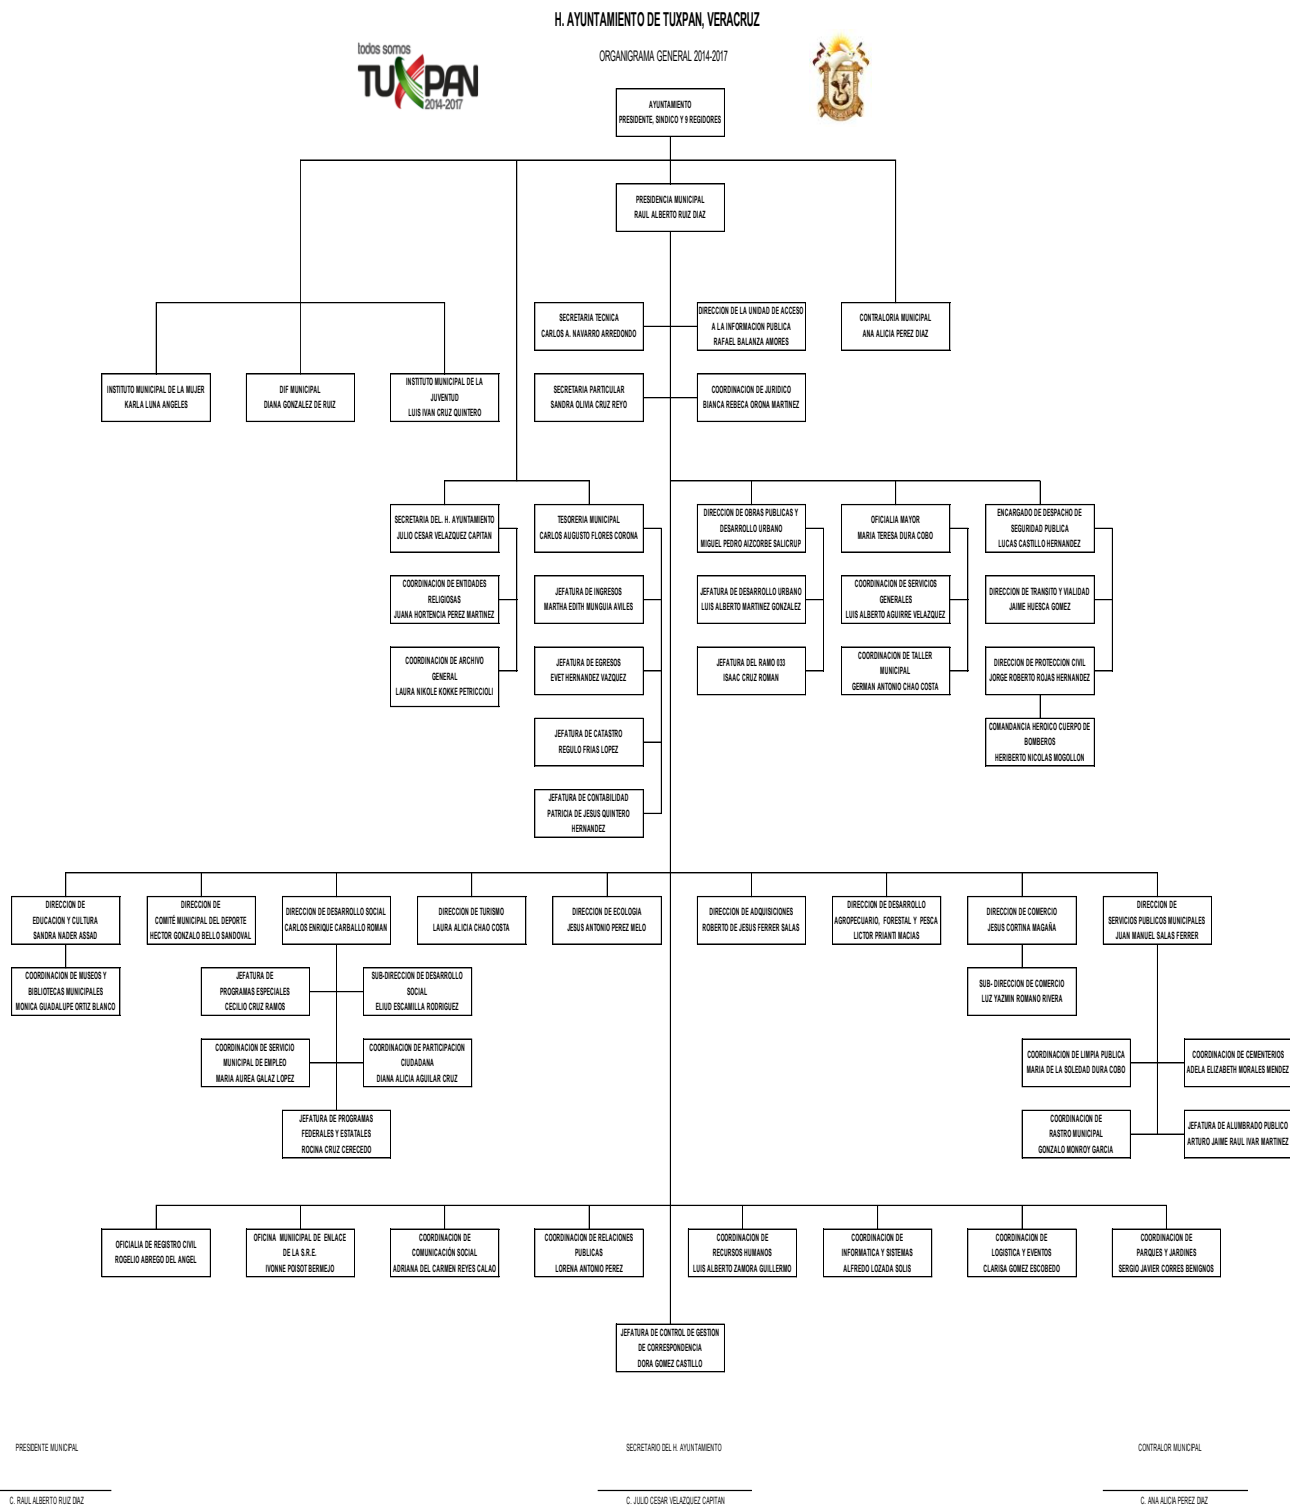 H. AYUNTAMIENTO DE TUXPAN, VERACRUZ
todos somos
TUXPAN
2014-2017
ORGANIGRAMA GENERAL 2014-2017
AYUNTAMIENTO
PRESIDENTE, SINDICO Y 9 REGIDORES
PRESIDENCIA MUNICIPAL
RAUL ALBERTO RUIZ DIAZ
SECRETARIA TECNICA
CARLOS A. NAVARRO ARREDONDO
DIRECCION DE LA UNIDAD DE ACCESO
A LA INFORMACION PUBLICA
RAFAEL BALANZA AMORES
CONTRALORIA MUNICIPAL
ANA ALICIA PEREZ DIAZ
INSTITUTO MUNICIPAL DE LA MUJER
KARLA LUNA ANGELES
DIF MUNICIPAL
DIANA GONZALEZ DE RUIZ
INSTITUTO MUNICIPAL DE LA
JUVENTUD
LUIS IVAN CRUZ QUINTERO
SECRETARIA PARTICULAR
SANDRA OLIVIA CRUZ REYO
COORDINACION DE JURIDICO
BIANCA REBECA ORONA MARTINEZ
SECRETARIA DEL. H. AYUNTAMIENTO
JULIO CESAR VELAZQUEZ CAPITAN
TESORERIA MUNICIPAL
CARLOS AUGUSTO FLORES CORONA
DIRECCION DE OBRAS PUBLICAS Y
DESARROLLO URBANO
MIGUEL PEDRO AIZCORBE SALICRUP
OFICIALIA MAYOR
MARIA TERESA DURA COBO
ENCARGADO DE DESPACHO DE
SEGURIDAD PUBLICA
LUCAS CASTILLO HERNANDEZ
COORDINACION DE ENTIDADES
RELIGIOSAS
JUANA HORTENCIA PEREZ MARTINEZ
JEFATURA DE INGRESOS
MARTHA EDITH MUNGUIA AVILES
JEFATURA DE DESARROLLO URBANO
LUIS ALBERTO MARTINEZ GONZALEZ
COORDINACION DE SERVICIOS
GENERALES
LUIS ALBERTO AGUIRRE VELAZQUEZ
DIRECCION DE TRANSITO Y VIALIDAD
JAIME HUESCA GOMEZ
COORDINACION DE ARCHIVO
GENERAL
LAURA NIKOLE KOKKE PETRICCIOLI
JEFATURA DE EGRESOS
EVET HERNANDEZ VAZQUEZ
JEFATURA DEL RAMO 033
ISAAC CRUZ ROMAN
COORDINACION DE TALLER
MUNICIPAL
GERMAN ANTONIO CHAO COSTA
DIRECCION DE PROTECCION CIVIL
JORGE ROBERTO ROJAS HERNANDEZ
JEFATURA DE CATASTRO
REGULO FRIAS LOPEZ
COMANDANCIA HEROICO CUERPO DE
BOMBEROS
HERIBERTO NICOLAS MOGOLLON
JEFATURA DE CONTABILIDAD
PATRICIA DE JESUS QUINTERO
HERNANDEZ
DIRECCION DE
EDUCACION Y CULTURA
SANDRA NADER ASSAD
DIRECCION DE
COMITÉ MUNICIPAL DEL DEPORTE
HECTOR GONZALO BELLO SANDOVAL
DIRECCION DE DESARROLLO SOCIAL
CARLOS ENRIQUE CARBALLO ROMAN
DIRECCION DE TURISMO
LAURA ALICIA CHAO COSTA
DIRECCION DE ECOLOGIA
JESUS ANTONIO PEREZ MELO
DIRECCION DE ADQUISICIONES
ROBERTO DE JESUS FERRER SALAS
DIRECCION DE DESARROLLO
AGROPECUARIO, FORESTAL Y PESCA
LICTOR PRIANTI MACIAS
DIRECCION DE COMERCIO
JESUS CORTINA MAGAÑA
DIRECCION DE
SERVICIOS PUBLICOS MUNICIPALES
JUAN MANUEL SALAS FERRER
COORDINACION DE MUSEOS Y
BIBLIOTECAS MUNICIPALES
MONICA GUADALUPE ORTIZ BLANCO
JEFATURA DE
PROGRAMAS ESPECIALES
CECILIO CRUZ RAMOS
SUB-DIRECCION DE DESARROLLO
SOCIAL
ELIUD ESCAMILLA RODRIGUEZ
SUB- DIRECCION DE COMERCIO
LUZ YAZMIN ROMANO RIVERA
COORDINACION DE SERVICIO
MUNICIPAL DE EMPLEO
MARIA AUREA GALAZ LOPEZ
COORDINACION DE PARTICIPACION
CIUDADANA
DIANA ALICIA AGUILAR CRUZ
COORDINACION DE LIMPIA PUBLICA
MARIA DE LA SOLEDAD DURA COBO
COORDINACION DE CEMENTERIOS
ADELA ELIZABETH MORALES MENDEZ
JEFATURA DE PROGRAMAS
FEDERALES Y ESTATALES
ROCINA CRUZ CERECEDO
COORDINACION DE
RASTRO MUNICIPAL
GONZALO MONROY GARCIA
JEFATURA DE ALUMBRADO PUBLICO
ARTURO JAIME RAUL IVAR MARTINEZ
OFICIALIA DE REGISTRO CIVIL
ROGELIO ABREGO DEL ANGEL
OFICINA MUNIICIPAL DE ENLACE
DE LA S.R.E.
IVONNE POISOT BERMEJO
COORDINACION DE
COMUNICACIÓN SOCIAL
ADRIANA DEL CARMEN REYES CALAO
COORDINACION DE RELACIONES
PUBLICAS
LORENA ANTONIO PEREZ
COORDINACION DE
RECURSOS HUMANOS
LUIS ALBERTO ZAMORA GUILLERMO
COORDINACION DE
INFORMATICA Y SISTEMAS
ALFREDO LOZADA SOLIS
COORDINACION DE
LOGISTICA Y EVENTOS
CLARISA GOMEZ ESCOBEDO
COORDINACION DE
PARQUES Y JARDINES
SERGIO JAVIER CORRES BENIGNOS
JEFATURA DE CONTROL DE GESTION
DE CORRESPONDENCIA
DORA GOMEZ CASTILLO
PRESIDENTE MUNICIPAL
SECRETARIO DEL H. AYUNTAMIENTO
CONTRALOR MUNICIPAL
C. RAUL ALBERTO RUIZ DIAZ
C. JULIO CESAR VELAZQUEZ CAPITAN
C. ANA ALICIA PEREZ DIAZ